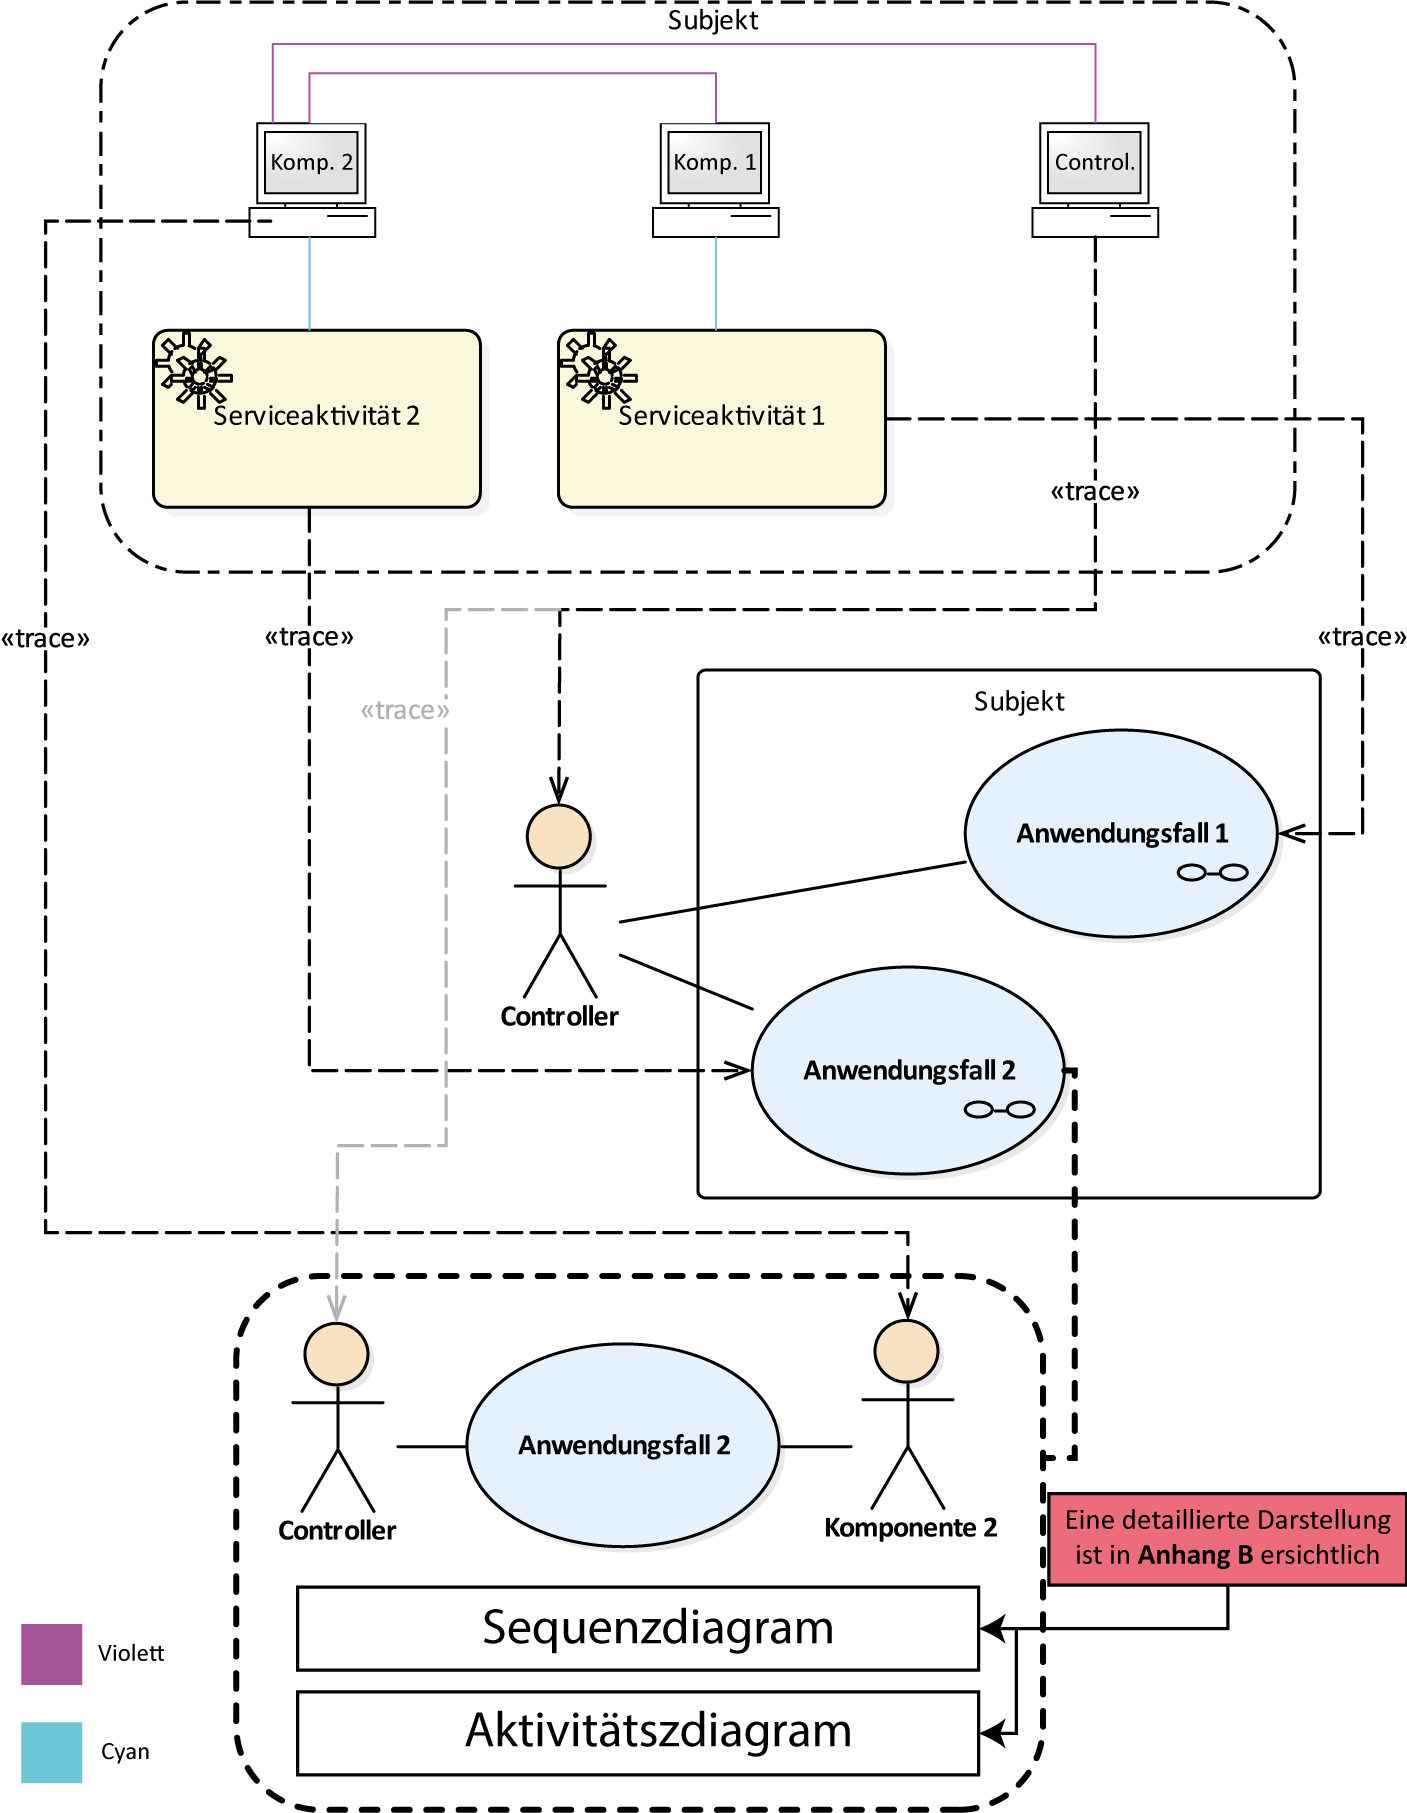 Subjekt
Komp. 2
Komp. 1
Control.
Serviceaktivität 2
Serviceaktivität 1
«trace»
«trace»
«trace»
«trace»
«trace»
Subjekt
Anwendungsfall 1
Controller
Anwendungsfall 2
Anwendungsfall 2
Controller
Komponente 2
Eine detaillierte Darstellung
ist in Anhang B ersichtlich
Sequenzdiagram
Violett
Aktivitätszdiagram
Cyan